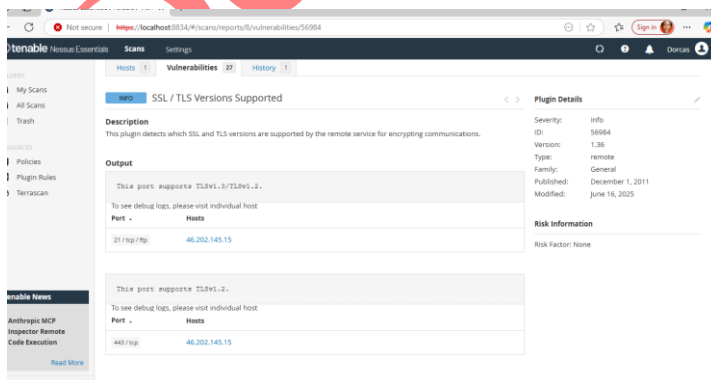 Not secure https://localhost:8834/#/scans/reports/8/vulnerabilities/56984 Sign in
tenable Nessus Essentials Scans Settings Dorcas
Hosts 1 Vulnerabilities 27 History 1
My Scans
All Scans
Trash
Policies
Plugin Rules
Terrascan
INFO SSL / TLS Versions Supported
Description
This plugin detects which SSL and TLS versions are supported by the remote service for encrypting communications.
Output
This port supports TLSv1.3/TLSv1.2.
To see debug logs, please visit individual host
Port Hosts
21 / tcp / ftp 46.202.145.15
This port supports TLSv1.2.
To see debug logs, please visit individual host
Port Hosts
443 / tcp 46.202.145.15
Plugin Details
Severity: Info
ID: 56984
Version: 1.36
Type: remote
Family: General
Published: December 1, 2011
Modified: June 16, 2025
Risk Information
Risk Factor: None
enable News
Anthropic MCP
Inspector Remote
Code Execution
Read More